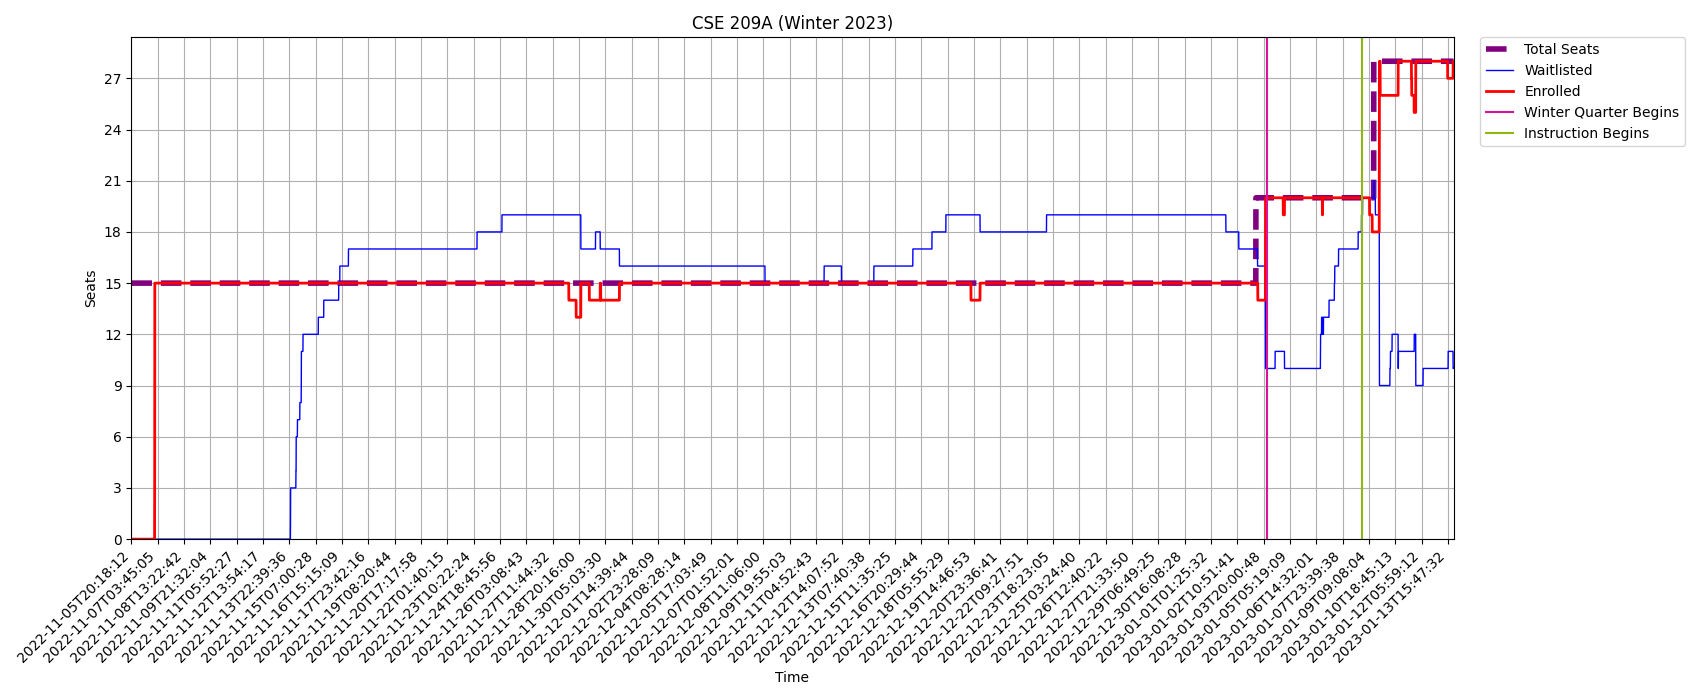 CSE 209A (Winter 2023)
Total Seats
Waitlisted
Enrolled
Winter Quarter Begins
Instruction Begins
27
24
21
18
15
12
9
6
3
0
Seats
2022-11-05T20:18:12
2022-11-07T03:45:05
2022-11-08T13:22:42
2022-11-09T21:32:04
2022-11-11T05:52:27
2022-11-12T13:54:17
2022-11-13T22:39:36
2022-11-15T07:00:28
2022-11-16T15:15:09
2022-11-17T23:42:16
2022-11-19T08:20:44
2022-11-20T17:17:58
2022-11-22T01:40:15
2022-11-23T10:22:24
2022-11-24T18:45:56
2022-11-26T03:08:43
2022-11-27T11:44:32
2022-11-28T20:16:00
2022-11-30T05:03:30
2022-12-01T14:39:44
2022-12-02T23:28:09
2022-12-04T08:28:14
2022-12-05T17:03:49
2022-12-07T01:52:01
2022-12-08T11:06:00
2022-12-09T19:55:03
2022-12-11T04:52:43
2022-12-12T14:07:52
2022-12-13T07:40:38
2022-12-15T11:35:25
2022-12-16T20:29:44
2022-12-18T05:55:29
2022-12-19T14:46:53
2022-12-20T23:36:41
2022-12-22T09:27:51
2022-12-23T18:23:05
2022-12-25T03:24:40
2022-12-26T12:40:22
2022-12-27T21:33:50
2022-12-29T06:49:25
2022-12-30T16:08:28
2023-01-01T01:25:32
2023-01-02T10:51:41
2023-01-03T20:00:48
2023-01-05T05:19:09
2023-01-06T14:32:01
2023-01-07T23:39:38
2023-01-09T09:08:04
2023-01-10T18:45:13
2023-01-12T05:59:12
2023-01-13T15:47:32
Time